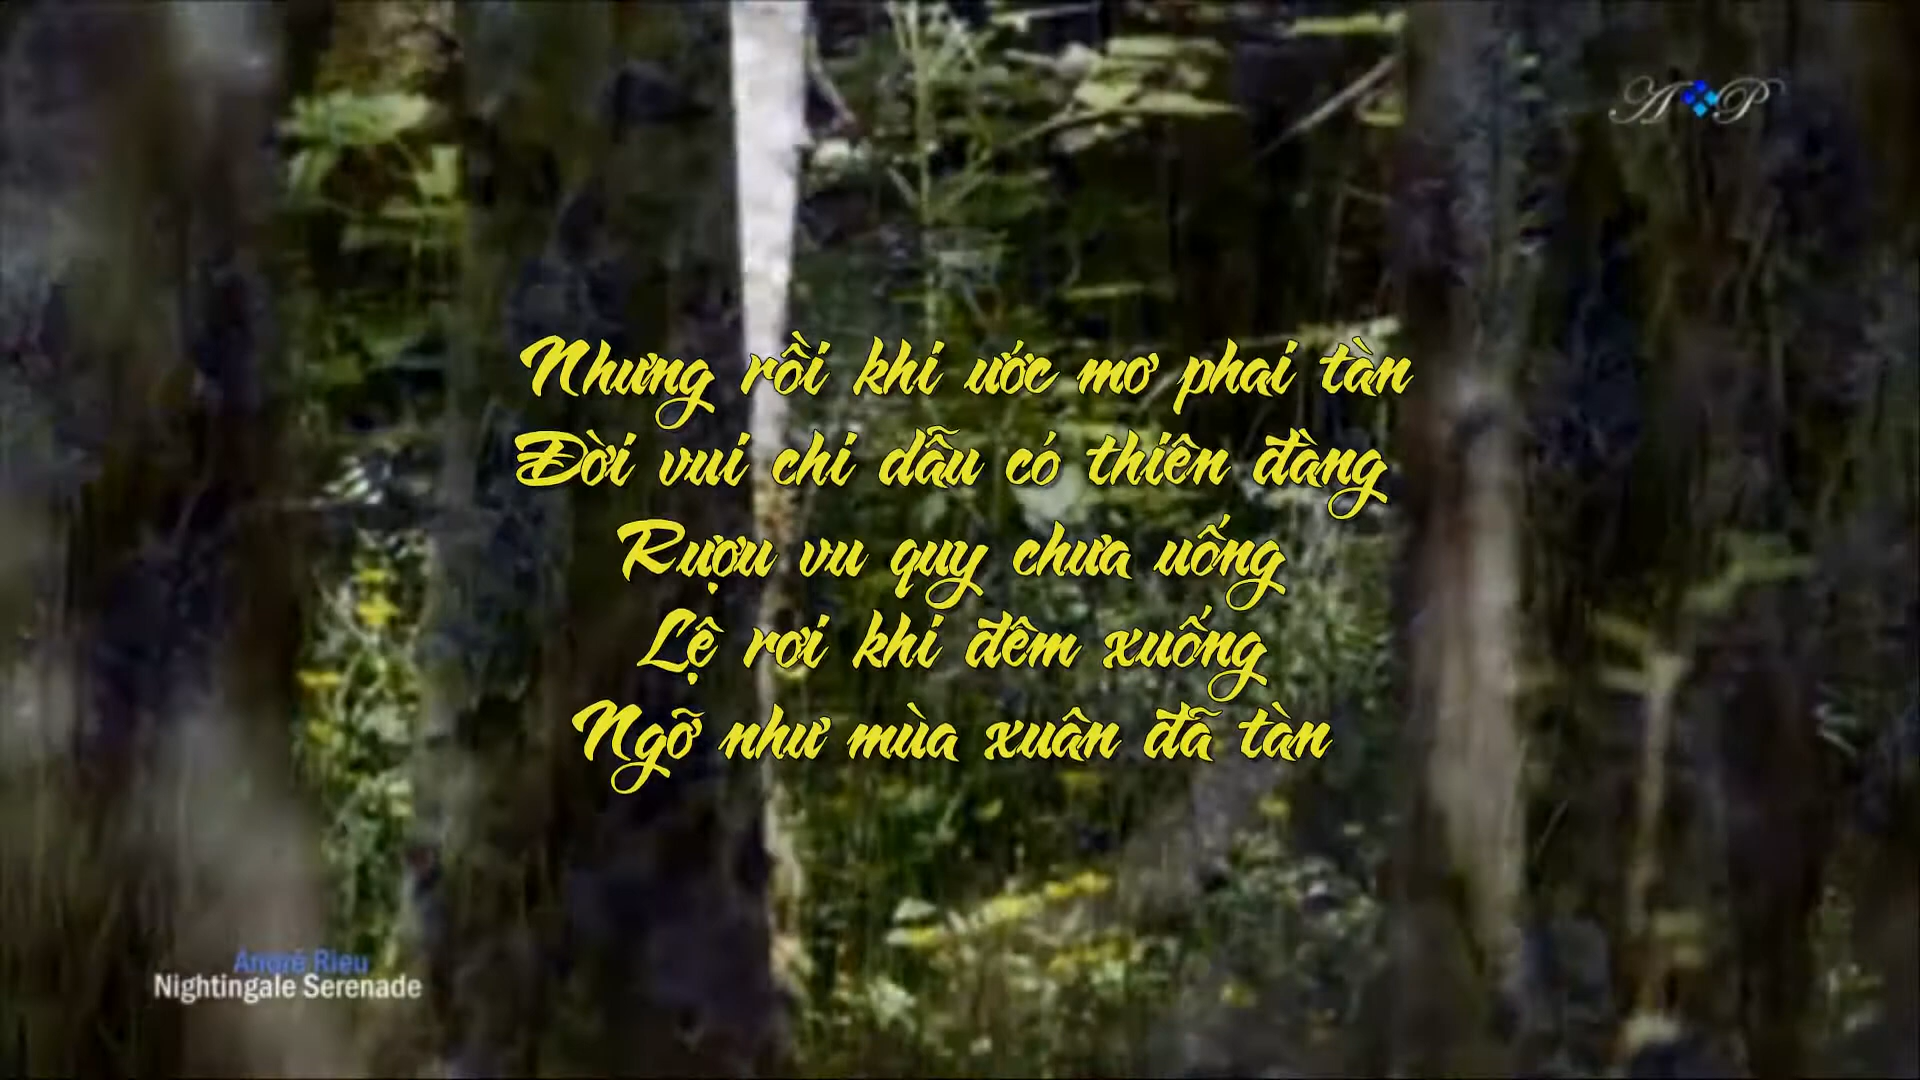 A P
Nhưng rồi khi ước mơ phai tàn
Đời vui chi dẫu có thiên đàng
Rượu vu quy chưa uống
Lệ rơi khi đêm xuống
Ngỡ như mùa xuân đã tàn
André Rieu
Nightingale Serenade